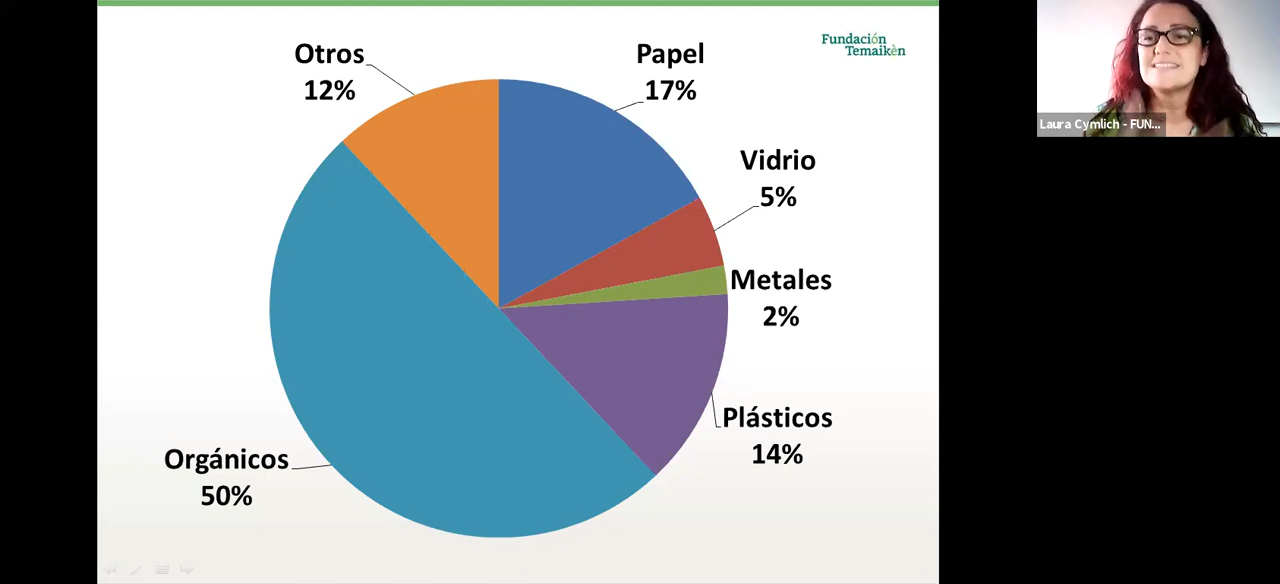 Otros
12%
Papel
17%
Fundación
Temaikèn
Vidrio
5%
Metales
2%
Plásticos
14%
Orgánicos
50%
Laura Cymlich - FUN...